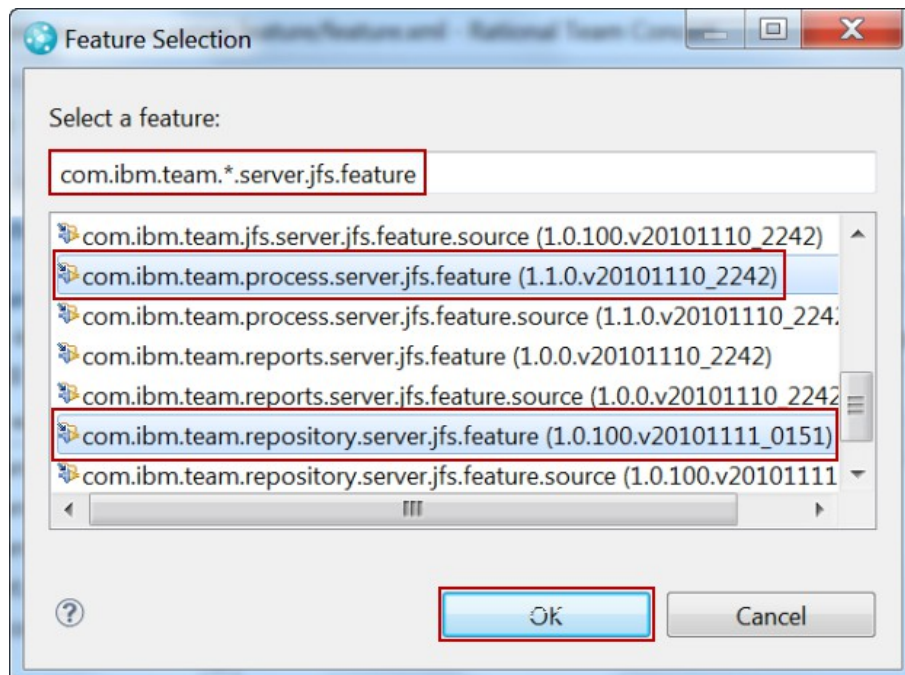 Feature Selection
Select a feature:
com.ibm.team.*.server.jfs.feature
com.ibm.team.jfs.server.jfs.feature.source (1.0.100.v20101110_2242)
com.ibm.team.process.server.jfs.feature (1.1.0.v20101110_2242)
com.ibm.team.process.server.jfs.feature.source (1.1.0.v20101110_224
com.ibm.team.reports.server.jfs.feature (1.0.0.v20101110_2242)
com.ibm.team.reports.server.jfs.feature.source (1.0.0.v20101110_2242
com.ibm.team.repository.server.jfs.feature (1.0.100.v20101111_0151)
com.ibm.team.repository.server.jfs.feature.source (1.0.100.v20101111
OK Cancel